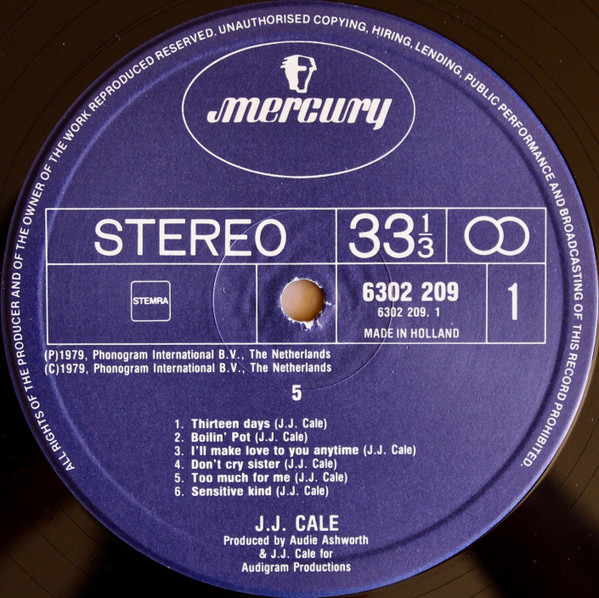 ALL RIGHTS OF THE PRODUCER AND OF THE OWNER OF THE WORK REPRODUCED RESERVED. UNAUTHORISED COPYING, HIRING, LENDING, PUBLIC PERFORMANCE AND BROADCASTING OF THIS RECORD PROHIBITED.
mercury
STEREO 33 1/3
STEMRA 6302 209 1
6302 209. 1
MADE IN HOLLAND
(P)1979, Phonogram International B.V., The Netherlands
(C)1979, Phonogram International B.V., The Netherlands
5
1. Thirteen days (J.J. Cale)
2. Boilin' Pot (J.J. Cale)
3. I'll make love to you anytime (J.J. Cale)
4. Don't cry sister (J.J. Cale)
5. Too much for me (J.J. Cale)
6. Sensitive kind (J.J. Cale)
J.J. CALE
Produced by Audie Ashworth
& J.J. Cale for
Audigram Productions